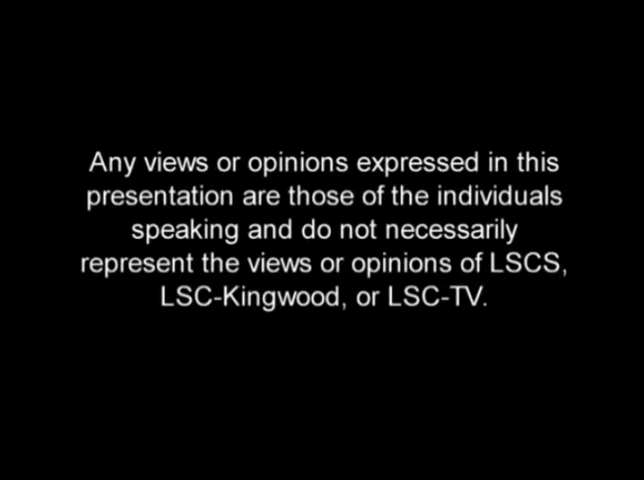 Any views or opinions expressed in this
presentation are those of the individuals
speaking and do not necessarily
represent the views or opinions of LSCS,
LSC-Kingwood, or LSC-TV.